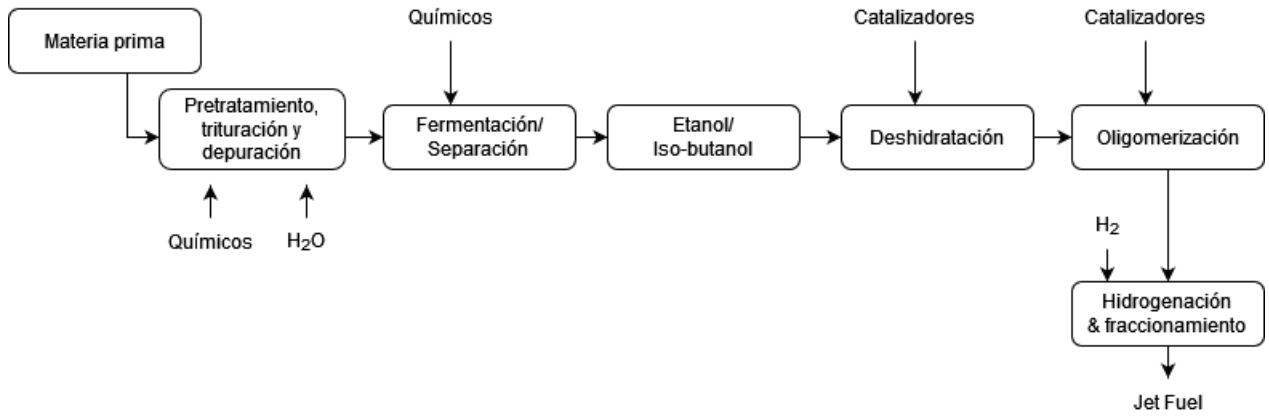 Materia prima
Químicos
Catalizadores
Catalizadores
Pretratamiento,
trituración y
depuración
Fermentación/
Separación
Etanol/
Iso-butanol
Deshidratación
Oligomerización
Químicos
H2O
H2
Hidrogenación
& fraccionamiento
Jet Fuel